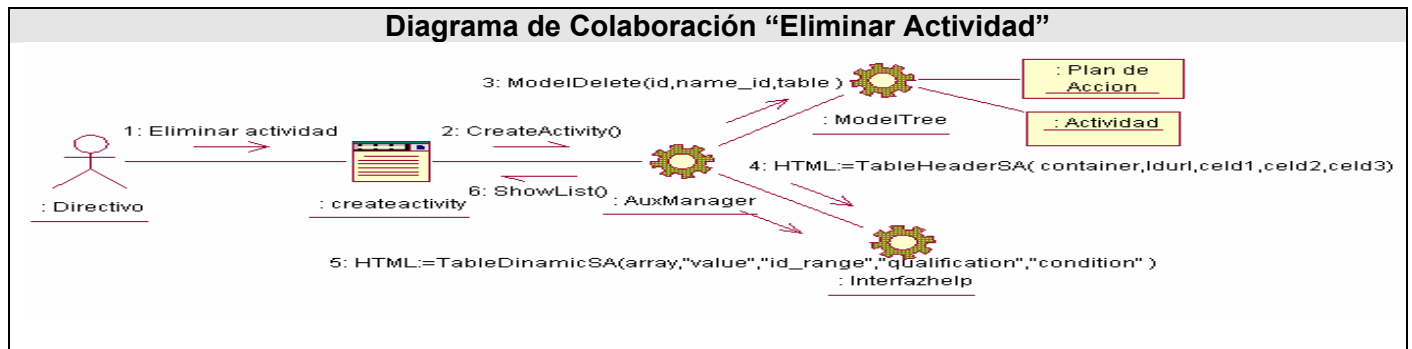 Diagrama de Colaboración “Eliminar Actividad”
3: ModelDelete(id,name_id,table )
: Plan de
Accion
: ModelTree
: Actividad
1: Eliminar actividad
2: CreateActivity()
4: HTML:=TableHeaderSA( container,Idurl,celd1,celd2,celd3)
6: ShowList()
: Directivo
: createactivity
: AuxManager
5: HTML:=TableDinamicSA(array,"value","id_range","qualification","condition" )
: Interfazhelp